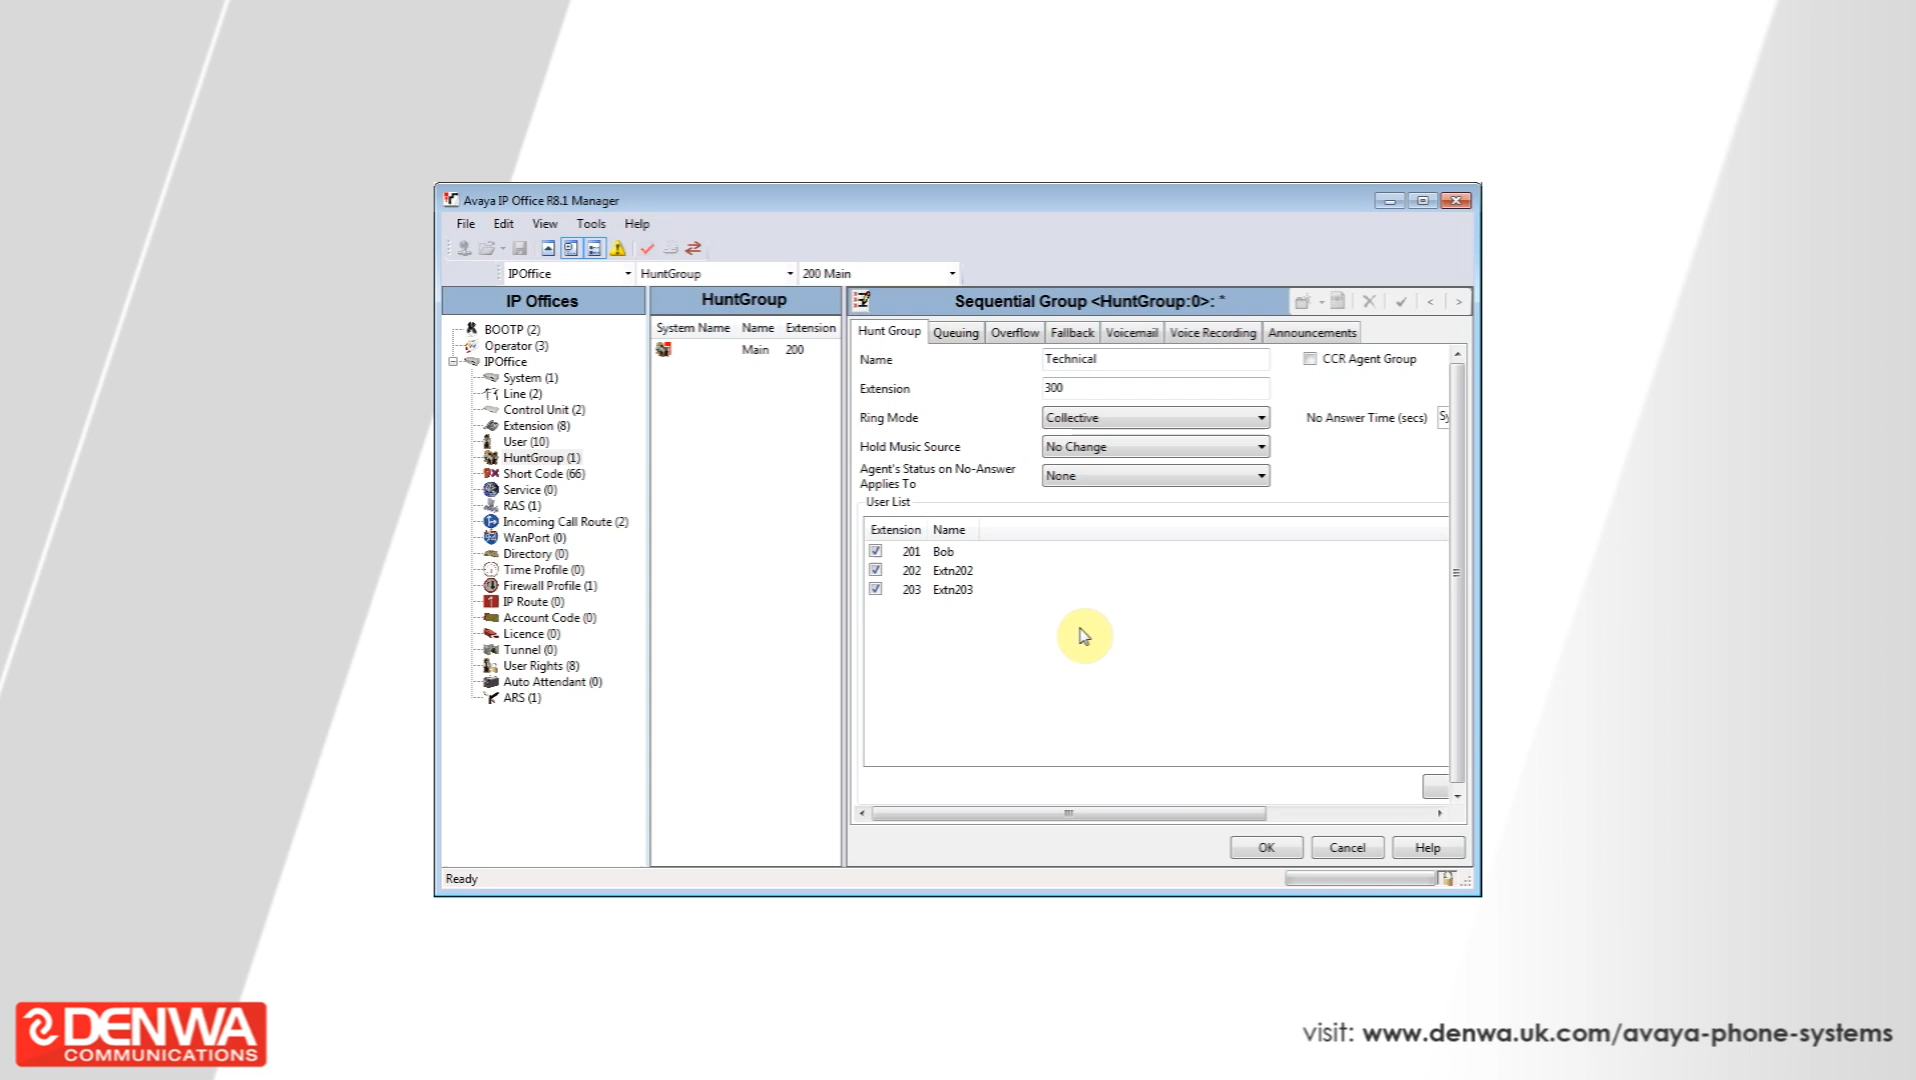 Avaya IP Office R8.1 Manager
File Edit View Tools Help
IPOffice HuntGroup 200 Main
IP Offices
BOOTP (2)
Operator (3)
IPOffice
System (1)
Line (2)
Control Unit (2)
Extension (8)
User (10)
HuntGroup (1)
Short Code (66)
Service (0)
RAS (1)
Incoming Call Route (2)
WanPort (0)
Directory (0)
Time Profile (0)
Firewall Profile (1)
IP Route (0)
Account Code (0)
Licence (0)
Tunnel (0)
User Rights (8)
Auto Attendant (0)
ARS (1)
HuntGroup
System Name Name Extension
Main 200
Sequential Group <HuntGroup:0>: *
Hunt Group Queuing Overflow Fallback Voicemail Voice Recording Announcements
Name Technical CCR Agent Group
Extension 300
Ring Mode Collective No Answer Time (secs) Sy
Hold Music Source No Change
Agent's Status on No-Answer
Applies To None
User List
Extension Name
201 Bob
202 Extn202
203 Extn203
OK Cancel Help
Ready
DENWA
COMMUNICATIONS
visit: www.denwa.uk.com/avaya-phone-systems